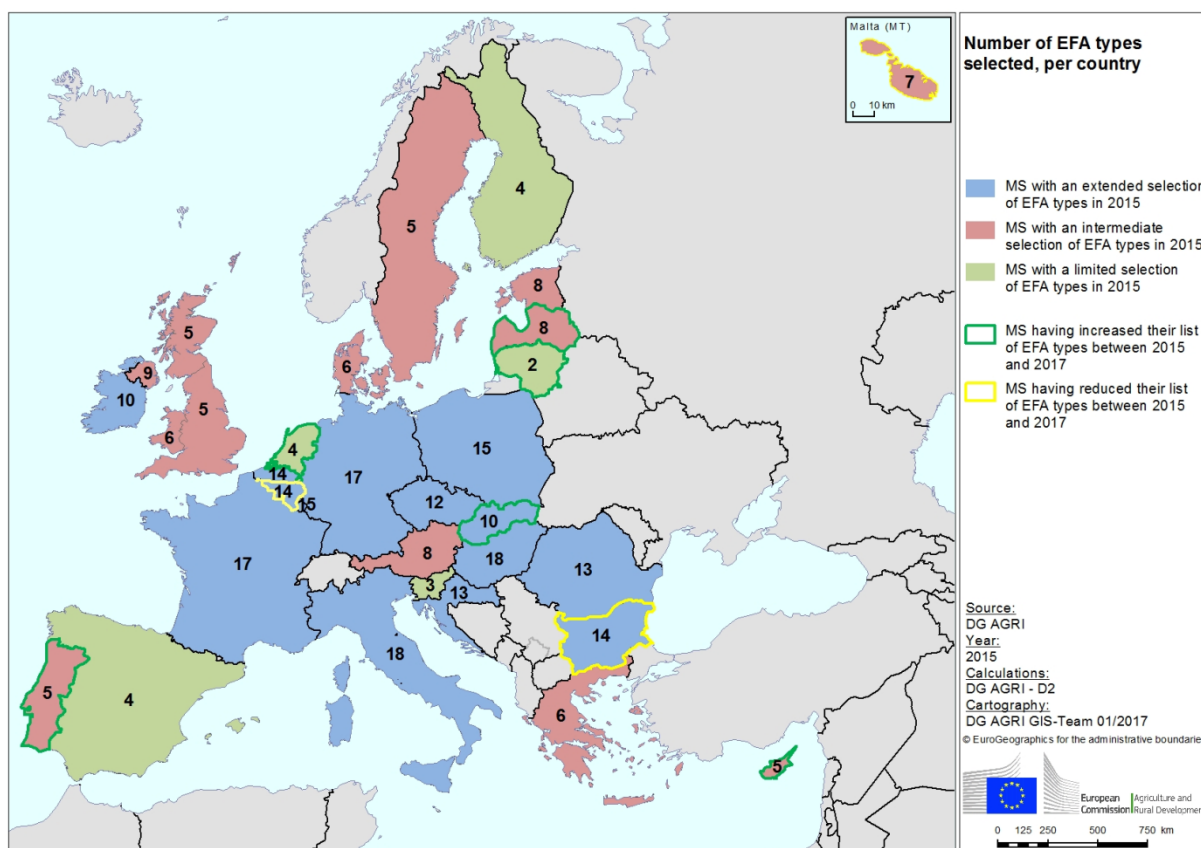 Malta (MT)
7
0 10 km
4
5
8
8
2
5
9
10
5
6
6
4
14
14
15
17
15
12
10
17
8
18
13
3
13
14
18
5
4
6
5
Number of EFA types
selected, per country
MS with an extended selection
of EFA types in 2015
MS with an intermediate
selection of EFA types in 2015
MS with a limited selection
of EFA types in 2015
MS having increased their list
of EFA types between 2015
and 2017
MS having reduced their list
of EFA types between 2015
and 2017
Source:
DG AGRI
Year:
2015
Calculations:
DG AGRI - D2
Cartography:
DG AGRI GIS-Team 01/2017
© EuroGeographics for the administrative boundarie
European
Commission
Agriculture and
Rural Developmen
0 125 250 500 750 km